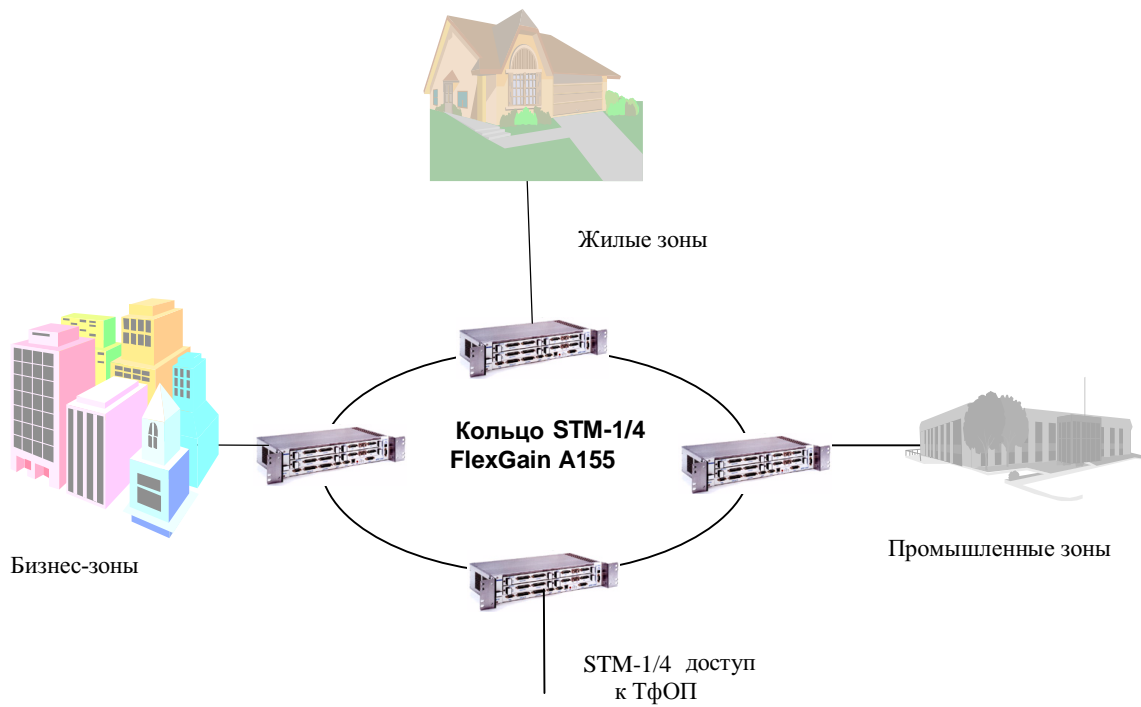 Жилые зоны
Кольцо STM-1/4
FlexGain A155
Бизнес-зоны
Промышленные зоны
STM-1/4 доступ
к ТфОП